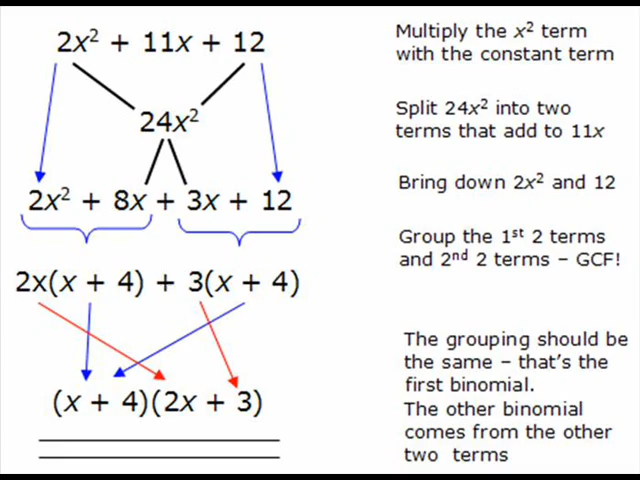 2x² + 11x + 12
Multiply the x² term
with the constant term
24x²
Split 24x² into two
terms that add to 11x
2x² + 8x + 3x + 12
Bring down 2x² and 12
Group the 1st 2 terms
and 2nd 2 terms – GCF!
2x(x + 4) + 3(x + 4)
The grouping should be
the same – that's the
first binomial.
The other binomial
comes from the other
two terms
(x + 4)(2x + 3)